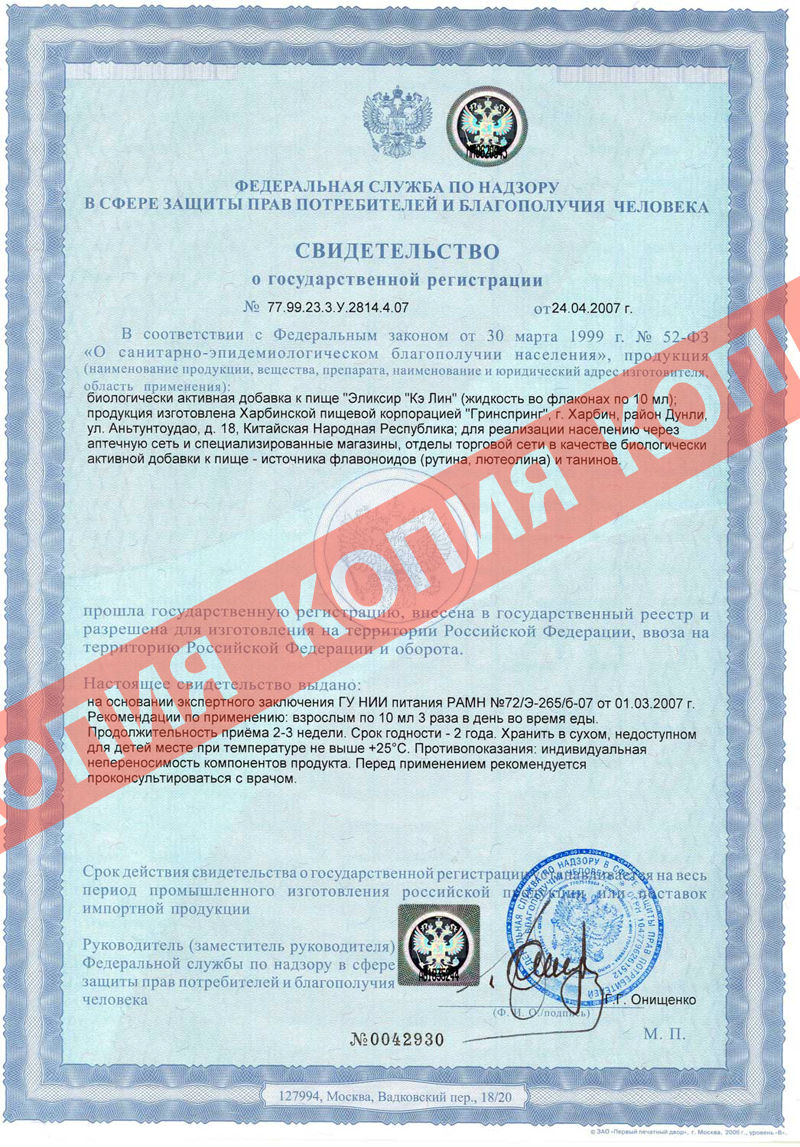 ФЕДЕРАЛЬНАЯ СЛУЖБА ПО НАДЗОРУ
В СФЕРЕ ЗАЩИТЫ ПРАВ ПОТРЕБИТЕЛЕЙ И БЛАГОПОЛУЧИЯ ЧЕЛОВЕКА
СВИДЕТЕЛЬСТВО
о государственной регистрации
№ 77.99.23.3.У.2814.4.07 от 24.04.2007 г.
В соответствии с Федеральным законом от 30 марта 1999 г. № 52-ФЗ
«О санитарно-эпидемиологическом благополучии населения», продукция
(наименование продукции, вещества, препарата, наименование и юридический адрес изготовителя,
область применения):
биологически активная добавка к пище "Эликсир "Кэ Лин" (жидкость во флаконах по 10 мл);
продукция изготовлена Харбинской пищевой корпорацией "Гринспринг", г. Харбин, район Дунли,
ул. Аньтунтоудао, д. 18, Китайская Народная Республика; для реализации населению через
аптечную сеть и специализированные магазины, отделы торговой сети в качестве биологически
активной добавки к пище - источника флавоноидов (рутина, лютеолина) и танинов.
КОПИЯ КОПИЯ КОПИЯ
прошла государственную регистрацию, внесена в государственный реестр и
разрешена для изготовления на территории Российской Федерации, ввоза на
территорию Российской Федерации и оборота.
Настоящее свидетельство выдано:
на основании экспертного заключения ГУ НИИ питания РАМН №72/Э-265/б-07 от 01.03.2007 г.
Рекомендации по применению: взрослым по 10 мл 3 раза в день во время еды.
Продолжительность приёма 2-3 недели. Срок годности - 2 года. Хранить в сухом, недоступном
для детей месте при температуре не выше +25°С. Противопоказания: индивидуальная
непереносимость компонентов продукта. Перед применением рекомендуется
проконсультироваться с врачом.
Срок действия свидетельства о государственной регистрации устанавливается на весь
период промышленного изготовления российской продукции или поставок
импортной продукции
Руководитель (заместитель руководителя)
Федеральной службы по надзору в сфере
защиты прав потребителей и благополучия
человека
Г.Г. Онищенко
(Ф. И. О./подпись)
№0042930
М. П.
127994, Москва, Вадковский пер., 18/20
© ЗАО «Первый печатный двор», г. Москва, 2006 г., уровень «В».